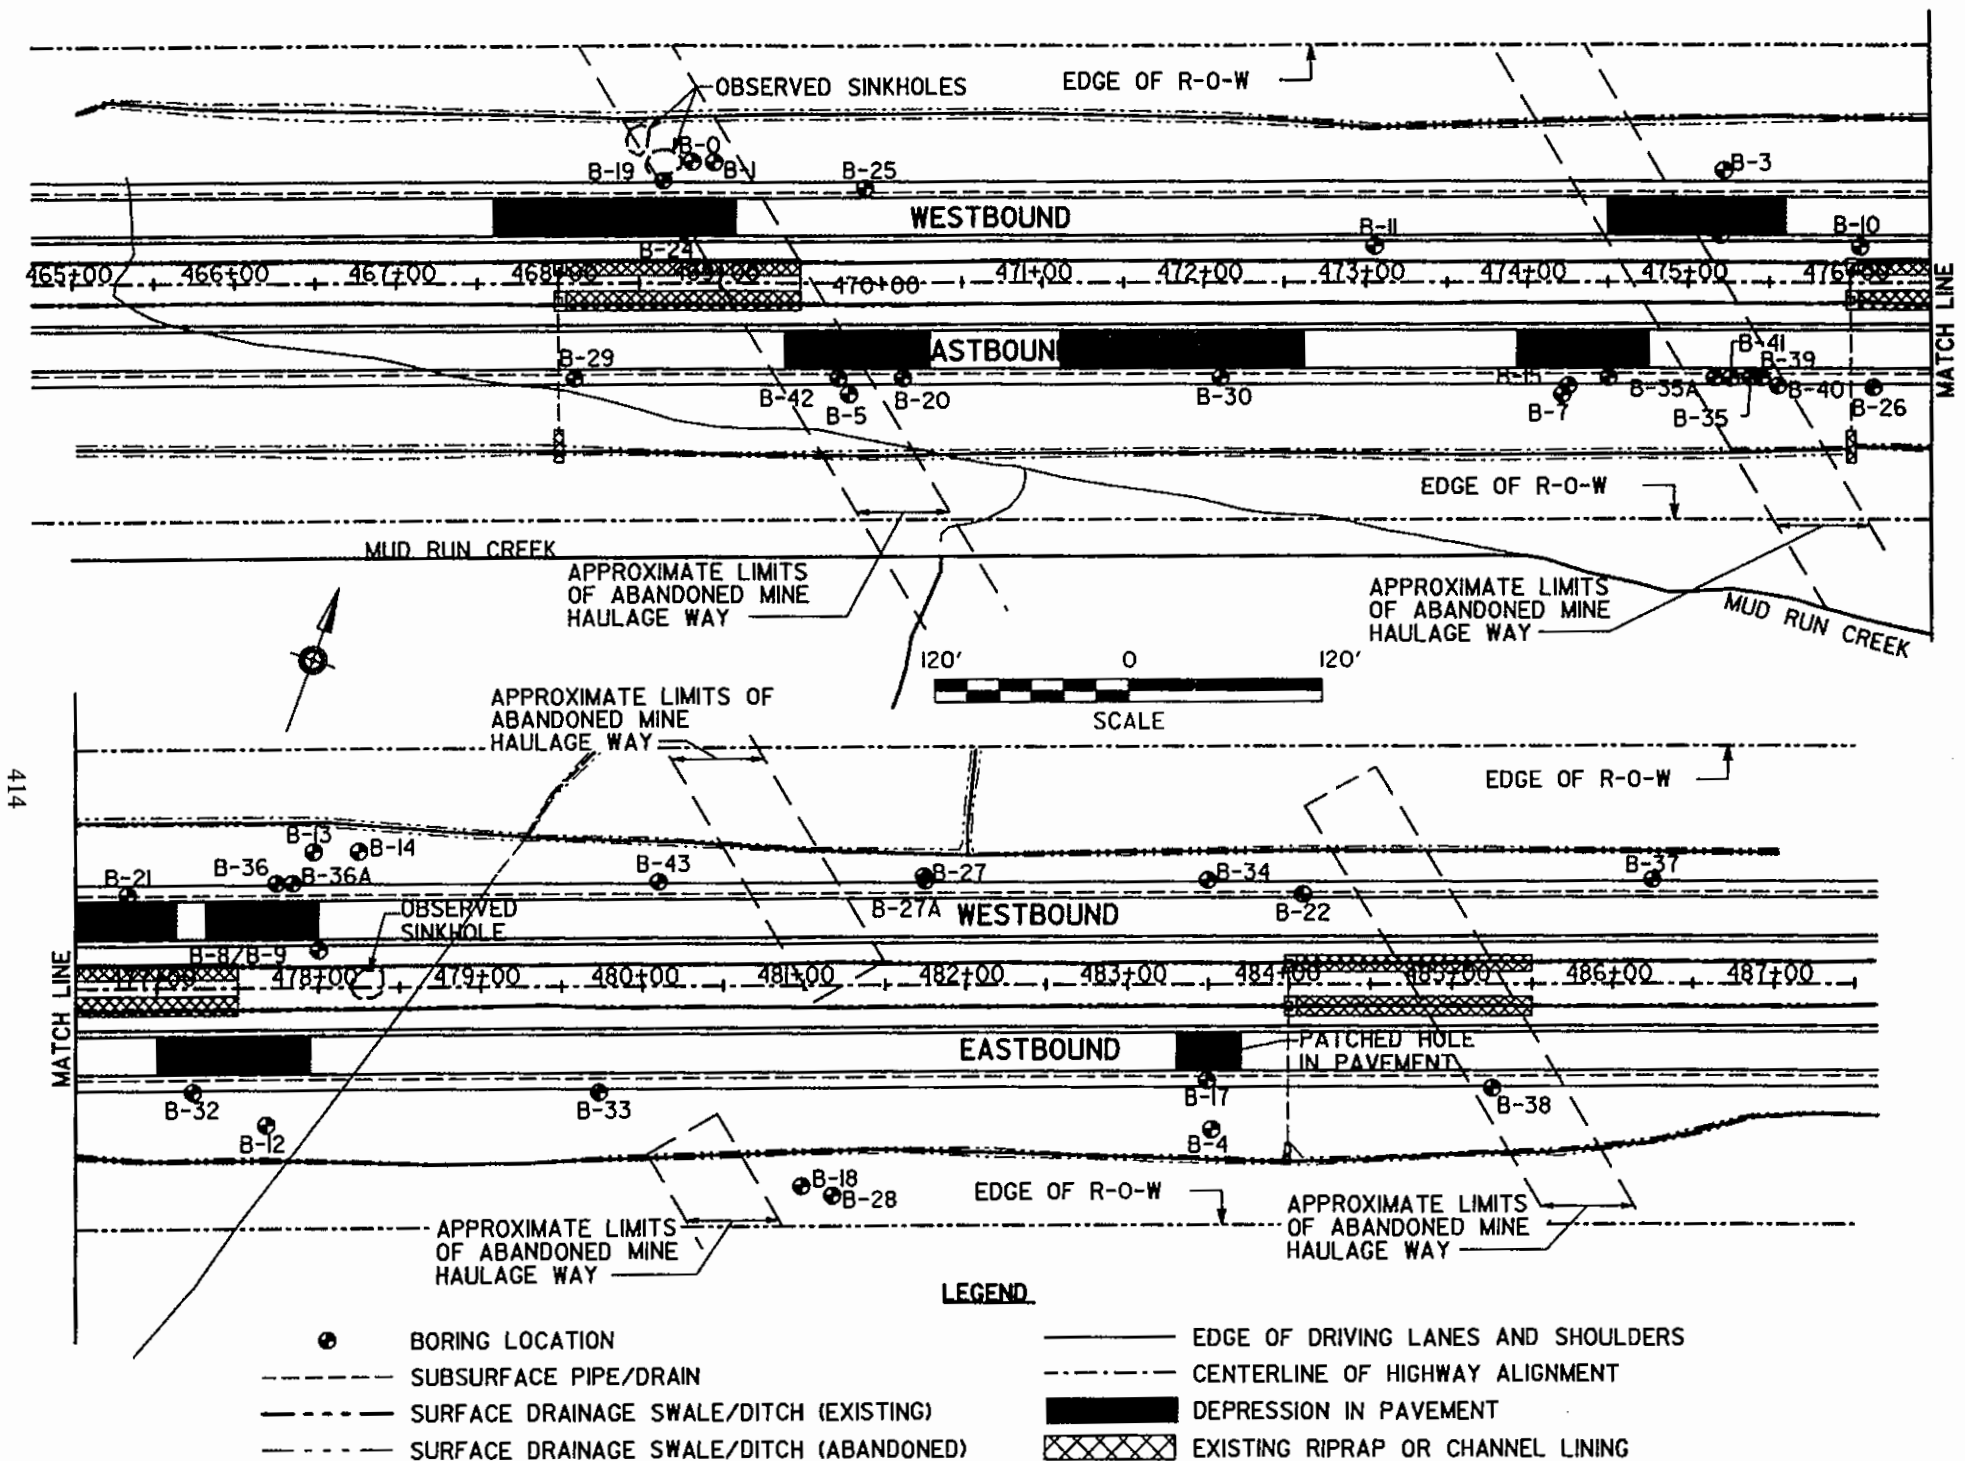 OBSERVED SINKHOLES
EDGE OF R-O-W
B-0
B-19
B-1
B-25
B-3
WESTBOUND
B-11
B-10
B-24
465+00 466+00 467+00 468+00 469+00 470+00 471+00 472+00 473+00 474+00 475+00 476+00
MATCH LINE
EASTBOUND
B-29
B-42
B-5
B-20
B-30
B-15
B-7
B-35A
B-41
B-39
B-40
B-35
B-26
EDGE OF R-O-W
MUD RUN CREEK
APPROXIMATE LIMITS
OF ABANDONED MINE
HAULAGE WAY
APPROXIMATE LIMITS
OF ABANDONED MINE
HAULAGE WAY
MUD RUN CREEK
120' 0 120'
SCALE
414
APPROXIMATE LIMITS OF
ABANDONED MINE
HAULAGE WAY
EDGE OF R-O-W
B-13
B-14
B-36
B-36A
B-21
B-43
B-27
B-27A
B-34
B-22
B-37
OBSERVED
SINKHOLE
WESTBOUND
B-8/B-9
477+00 478+00 479+00 480+00 481+00 482+00 483+00 484+00 485+00 486+00 487+00
MATCH LINE
EASTBOUND
PATCHED HOLE
IN PAVEMENT
B-32
B-12
B-33
B-17
B-4
B-38
B-18
B-28
EDGE OF R-O-W
APPROXIMATE LIMITS
OF ABANDONED MINE
HAULAGE WAY
APPROXIMATE LIMITS
OF ABANDONED MINE
HAULAGE WAY
LEGEND
BORING LOCATION
SUBSURFACE PIPE/DRAIN
SURFACE DRAINAGE SWALE/DITCH (EXISTING)
SURFACE DRAINAGE SWALE/DITCH (ABANDONED)
EDGE OF DRIVING LANES AND SHOULDERS
CENTERLINE OF HIGHWAY ALIGNMENT
DEPRESSION IN PAVEMENT
EXISTING RIPRAP OR CHANNEL LINING